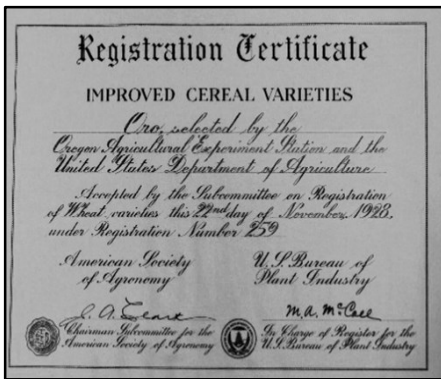 Registration Certificate
IMPROVED CEREAL VARIETIES
Oro, selected by the
Oregon Agricultural Experiment Station and the
United States Department of Agriculture
Accepted by the Subcommittee on Registration
of Wheat varieties this 22nd day of November, 1928,
under Registration Number 259
American Society
of Agronomy
U.S. Bureau of
Plant Industry
J. A. Clark
M. A. McCall
Chairman Subcommittee for the
American Society of Agronomy
In Charge of Register for the
U.S. Bureau of Plant Industry